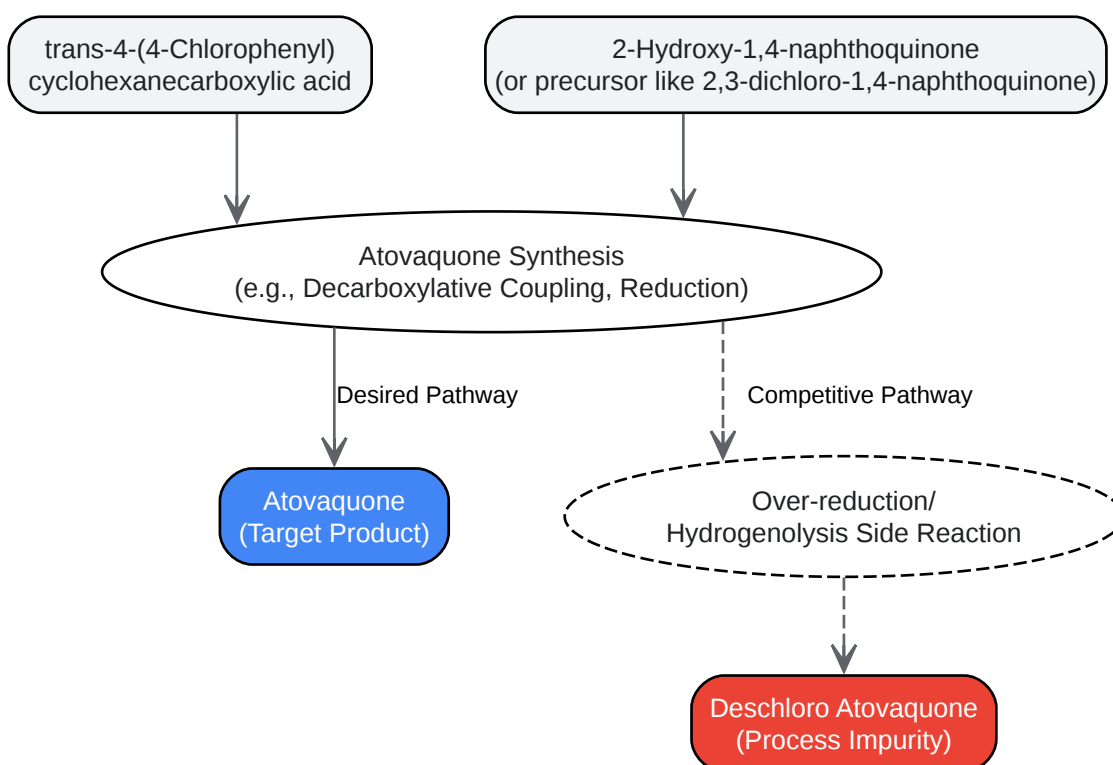 trans-4-(4-Chlorophenyl)
cyclohexanecarboxylic acid
2-Hydroxy-1,4-naphthoquinone
(or precursor like 2,3-dichloro-1,4-naphthoquinone)
Atovaquone Synthesis
(e.g., Decarboxylative Coupling, Reduction)
Desired Pathway
Competitive Pathway
Atovaquone
(Target Product)
Over-reduction/
Hydrogenolysis Side Reaction
Deschloro Atovaquone
(Process Impurity)